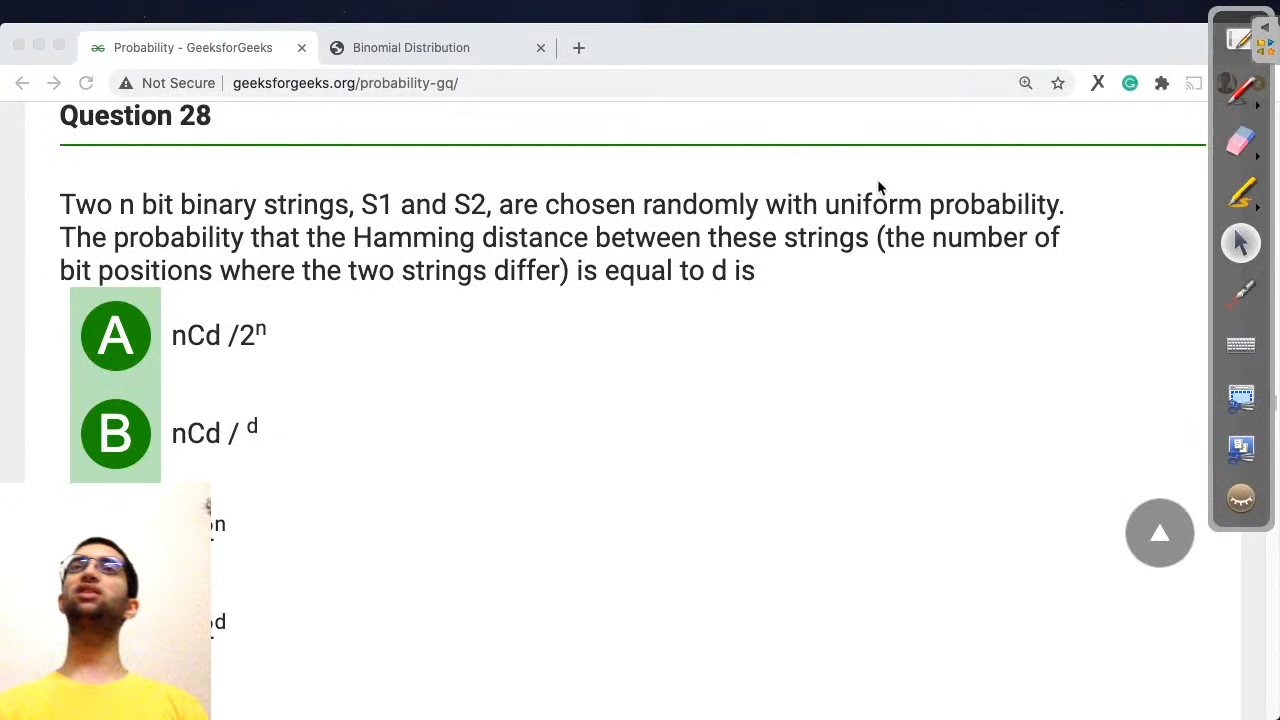 Probability - GeeksforGeeks
Binomial Distribution
Not Secure
geeksforgeeks.org/probability-gq/
Question 28
Two n bit binary strings, S1 and S2, are chosen randomly with uniform probability.
The probability that the Hamming distance between these strings (the number of
bit positions where the two strings differ) is equal to d is
A nCd /2ⁿ
B nCd / ᵈ
n
d